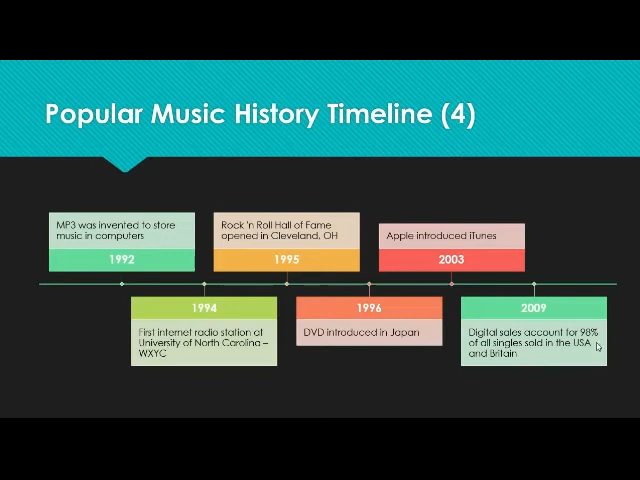 Popular Music History Timeline (4)
MP3 was invented to store
music in computers
1992
Rock 'n Roll Hall of Fame
opened in Cleveland, OH
1995
Apple introduced iTunes
2003
1994
First internet radio station at
University of North Carolina –
WXYC
1996
DVD introduced in Japan
2009
Digital sales account for 98%
of all singles sold in the USA
and Britain